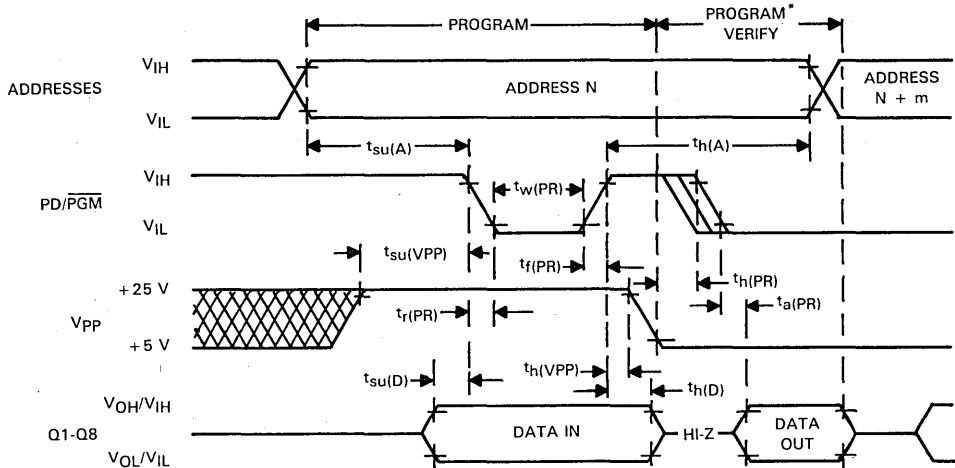 PROGRAM
PROGRAM*
VERIFY
ADDRESSES
VIH
VIL
ADDRESS N
ADDRESS
N + m
tsu(A)
th(A)
PD/PGM
VIH
VIL
tw(PR)
tsu(VPP)
tf(PR)
th(PR)
VPP
+25 V
+5 V
tr(PR)
ta(PR)
th(VPP)
tsu(D)
th(D)
Q1-Q8
VOH/VIH
VOL/VIL
DATA IN
HI-Z
DATA
OUT